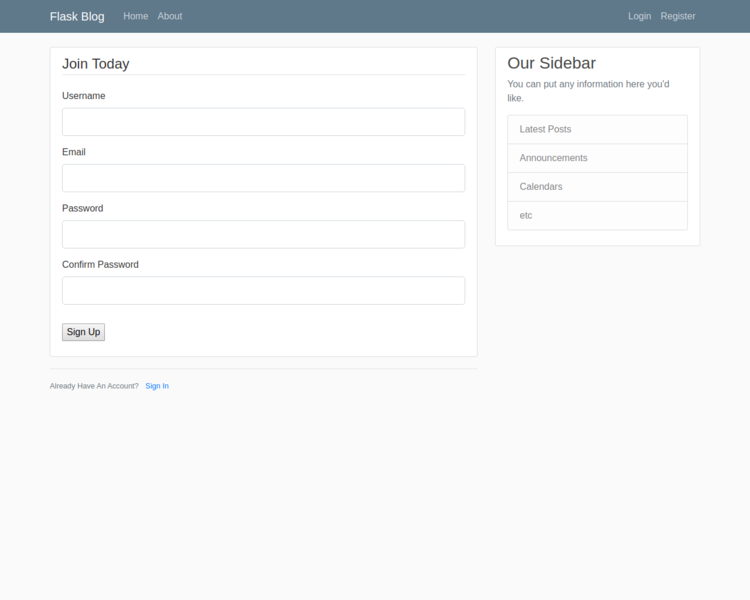 Flask Blog Home About Login Register
Join Today
Username
Email
Password
Confirm Password
Sign Up
Already Have An Account? Sign In
Our Sidebar
You can put any information here you'd
like.
Latest Posts
Announcements
Calendars
etc